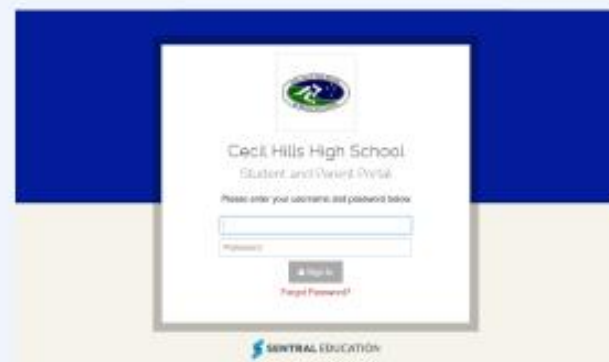 Cecil Hills High School
Student and Parent Portal
Please enter your username and password below
Password
Sign In
Forgot Password?
SENTRAL EDUCATION